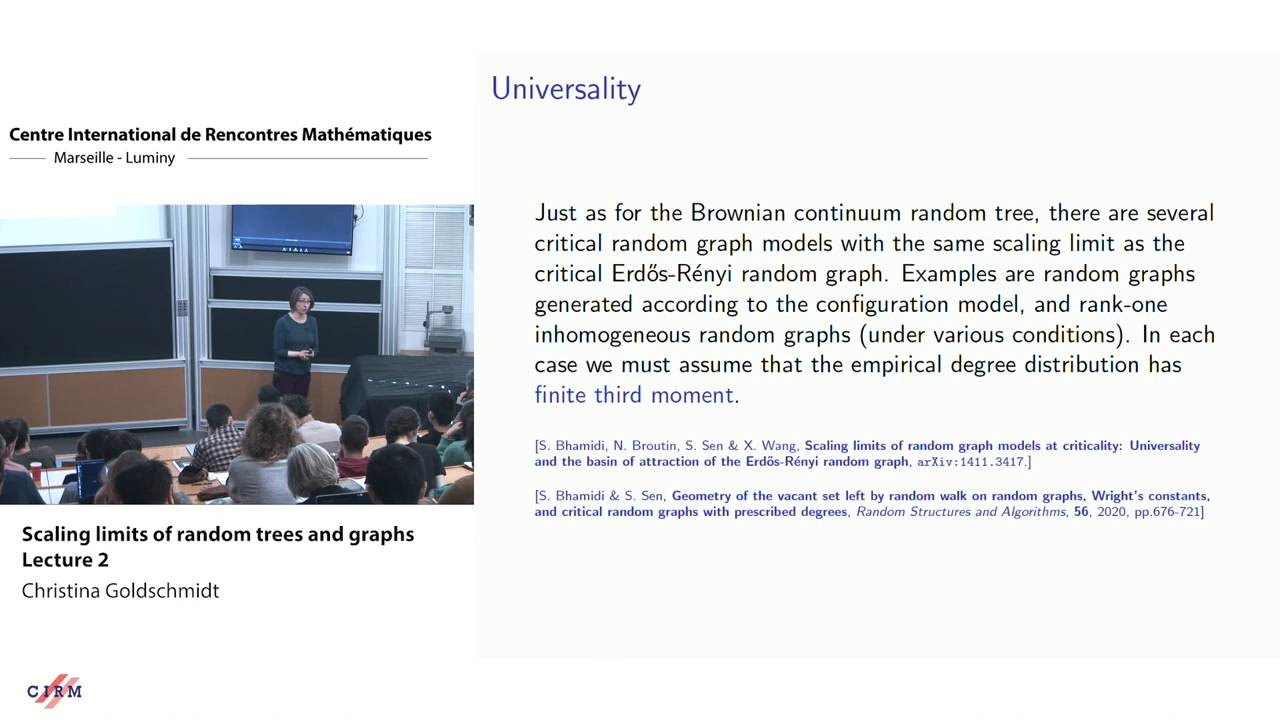 Centre International de Rencontres Mathématiques
Marseille - Luminy
Scaling limits of random trees and graphs
Lecture 2
Christina Goldschmidt
CIRM
Universality
Just as for the Brownian continuum random tree, there are several
critical random graph models with the same scaling limit as the
critical Erdős-Rényi random graph. Examples are random graphs
generated according to the configuration model, and rank-one
inhomogeneous random graphs (under various conditions). In each
case we must assume that the empirical degree distribution has
finite third moment.
[S. Bhamidi, N. Broutin, S. Sen & X. Wang, Scaling limits of random graph models at criticality: Universality
and the basin of attraction of the Erdős-Rényi random graph, arXiv:1411.3417.]
[S. Bhamidi & S. Sen, Geometry of the vacant set left by random walk on random graphs, Wright's constants,
and critical random graphs with prescribed degrees, Random Structures and Algorithms, 56, 2020, pp.676-721]